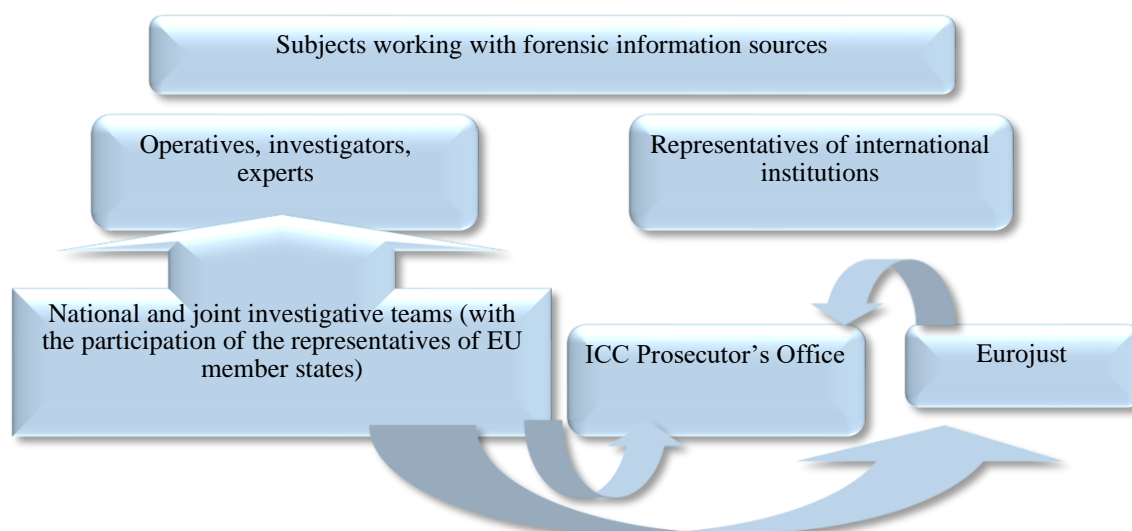 Subjects working with forensic information sources
Operatives, investigators,
experts
Representatives of international
institutions
National and joint investigative teams (with
the participation of the representatives of EU
member states)
ICC Prosecutor’s Office
Eurojust